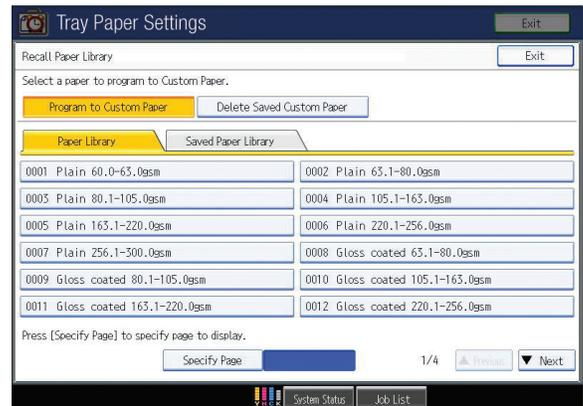 Tray Paper Settings
Exit
Recall Paper Library
Exit
Select a paper to program to Custom Paper.
Program to Custom Paper
Delete Saved Custom Paper
Paper Library
Saved Paper Library
0001 Plain 60.0-63.0gsm
0002 Plain 63.1-80.0gsm
0003 Plain 80.1-105.0gsm
0004 Plain 105.1-163.0gsm
0005 Plain 163.1-220.0gsm
0006 Plain 220.1-256.0gsm
0007 Plain 256.1-300.0gsm
0008 Gloss coated 63.1-80.0gsm
0009 Gloss coated 80.1-105.0gsm
0010 Gloss coated 105.1-163.0gsm
0011 Gloss coated 163.1-220.0gsm
0012 Gloss coated 220.1-256.0gsm
Press [Specify Page] to specify page to display.
Specify Page
1/4
▲ Previous
▼ Next
Y M C K
System Status
Job List